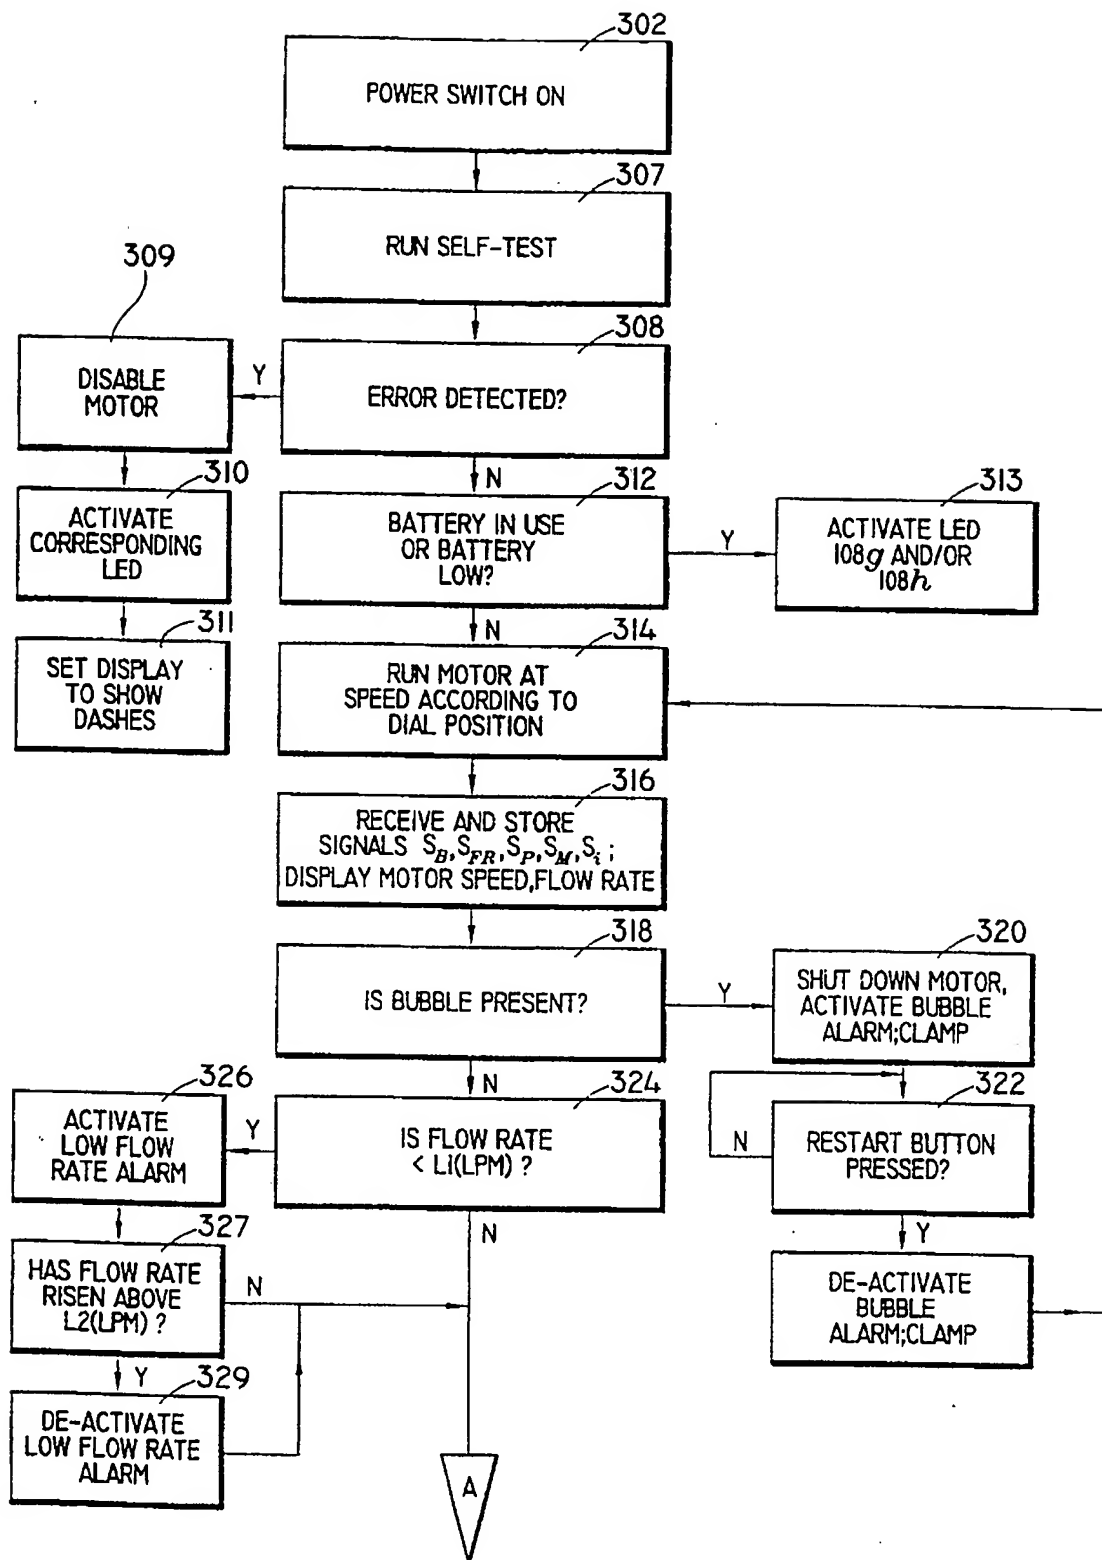 302
POWER SWITCH ON
307
RUN SELF-TEST
309
308
DISABLE
MOTOR
Y
ERROR DETECTED?
310
N
312
313
ACTIVATE
CORRESPONDING
LED
BATTERY IN USE
OR BATTERY
LOW?
Y
ACTIVATE LED
108g AND/OR
108h
311
N
314
SET DISPLAY
TO SHOW
DASHES
RUN MOTOR AT
SPEED ACCORDING TO
DIAL POSITION
316
RECEIVE AND STORE
SIGNALS SB,SFR,SP,SM,Si;
DISPLAY MOTOR SPEED,FLOW RATE
318
320
IS BUBBLE PRESENT?
Y
SHUT DOWN MOTOR,
ACTIVATE BUBBLE
ALARM;CLAMP
326
N
324
322
ACTIVATE
LOW FLOW
RATE ALARM
Y
IS FLOW RATE
< L1(LPM) ?
N
RESTART BUTTON
PRESSED?
327
N
Y
HAS FLOW RATE
RISEN ABOVE
L2(LPM) ?
N
DE-ACTIVATE
BUBBLE
ALARM;CLAMP
Y
329
DE-ACTIVATE
LOW FLOW RATE
ALARM
A